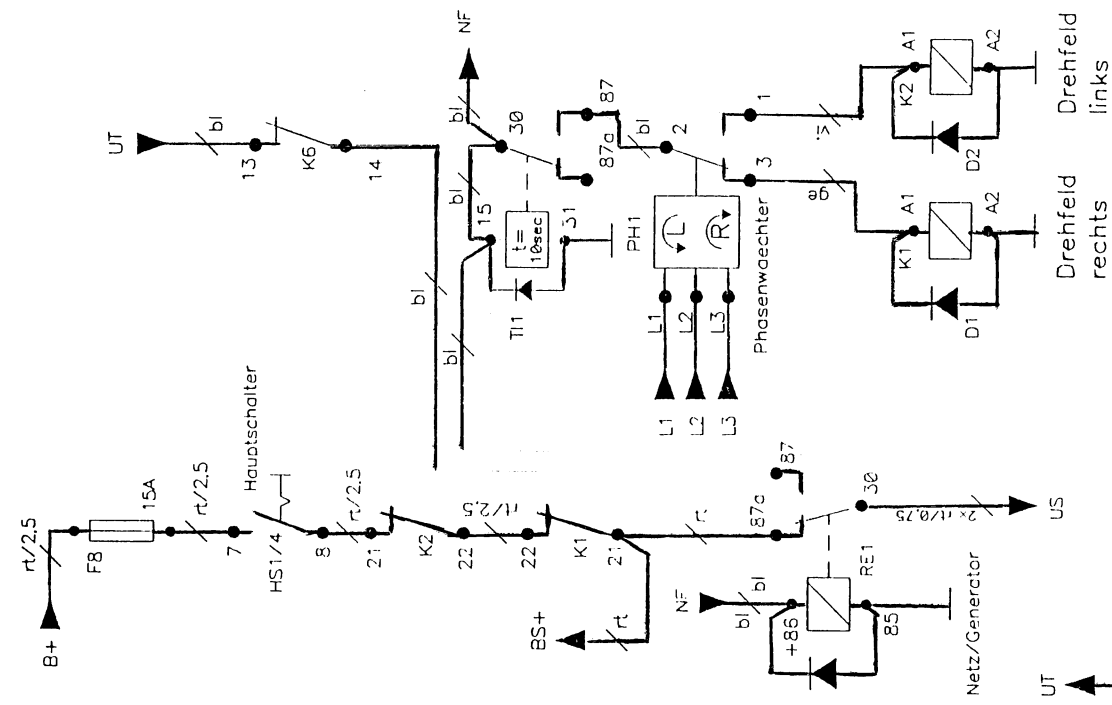 B+
rt/2.5
F8
15A
rt/2.5
7
Hauptschalter
HS1/4
8
rt/2.5
21
K2
22
rt/2.5
22
K1
21
BS+
rt
87a
87
30
2x rt/0.75
US
NF
bl
bl
+86
RE1
85
Netz/Generator
UT
UT
bl
13
K6
14
bl
bl
NF
bl
bl
30
15
t=
10sec
31
TI1
87
87a
bl
2
PH1
L
R
Phasenwaechter
L1
L2
L3
L1
L2
L3
1
3
ge
K2
A1
A2
D2
Drehfeld
links
K1
A1
A2
D1
Drehfeld
rechts